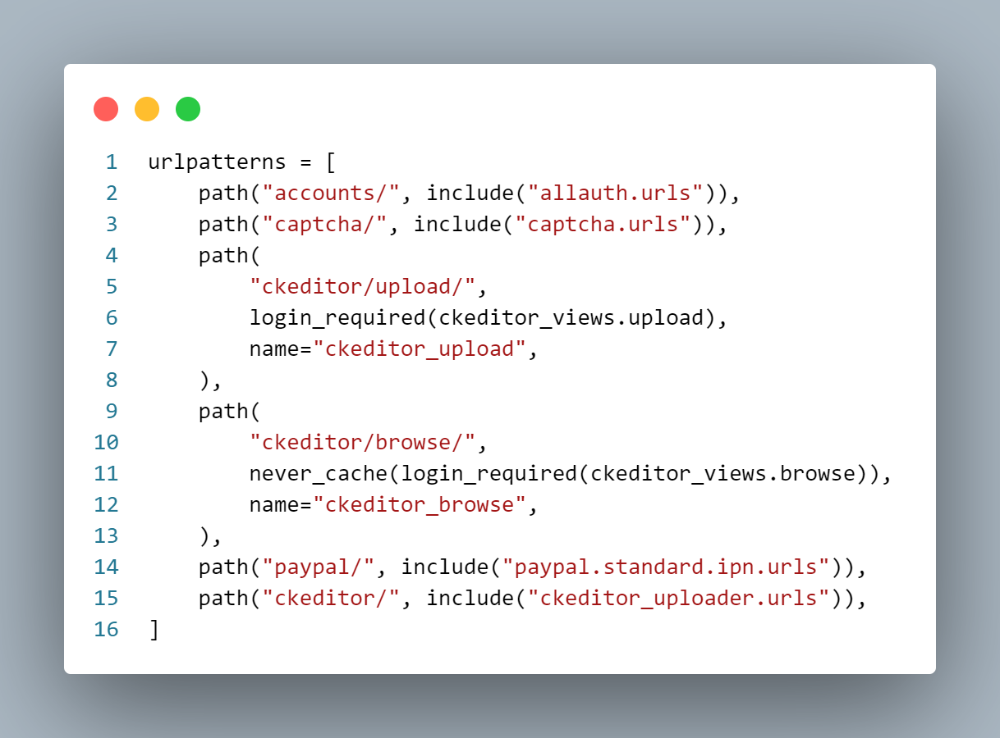 1 urlpatterns = [
2     path("accounts/", include("allauth.urls")),
3     path("captcha/", include("captcha.urls")),
4     path(
5         "ckeditor/upload/",
6         login_required(ckeditor_views.upload),
7         name="ckeditor_upload",
8     ),
9     path(
10         "ckeditor/browse/",
11         never_cache(login_required(ckeditor_views.browse)),
12         name="ckeditor_browse",
13     ),
14     path("paypal/", include("paypal.standard.ipn.urls")),
15     path("ckeditor/", include("ckeditor_uploader.urls")),
16 ]